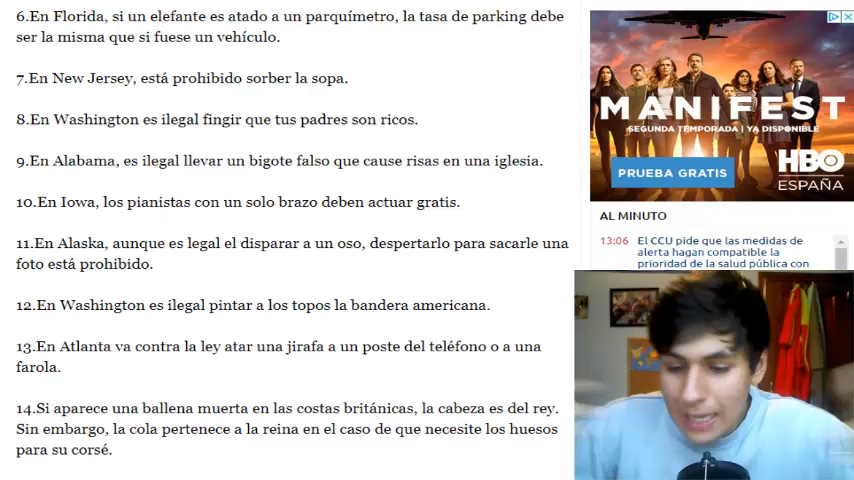 6.En Florida, si un elefante es atado a un parquímetro, la tasa de parking debe
ser la misma que si fuese un vehículo.
7.En New Jersey, está prohibido sorber la sopa.
8.En Washington es ilegal fingir que tus padres son ricos.
9.En Alabama, es ilegal llevar un bigote falso que cause risas en una iglesia.
10.En Iowa, los pianistas con un solo brazo deben actuar gratis.
11.En Alaska, aunque es legal el disparar a un oso, despertarlo para sacarle una
foto está prohibido.
12.En Washington es ilegal pintar a los topos la bandera americana.
13.En Atlanta va contra la ley atar una jirafa a un poste del teléfono o a una
farola.
14.Si aparece una ballena muerta en las costas británicas, la cabeza es del rey.
Sin embargo, la cola pertenece a la reina en el caso de que necesite los huesos
para su corsé.
MANIFEST
SEGUNDA TEMPORADA | YA DISPONIBLE
PRUEBA GRATIS
HBO
ESPAÑA
AL MINUTO
13:06 El CCU pide que las medidas de
alerta hagan compatible la
prioridad de la salud pública con